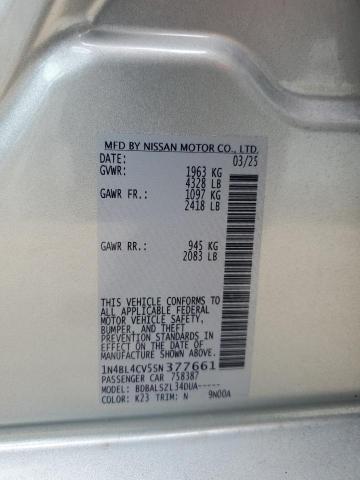 MFD BY NISSAN MOTOR CO., LTD.
DATE: 03/25
GVWR: 1963 KG
4328 LB
GAWR FR.: 1097 KG
2418 LB
GAWR RR.: 945 KG
2083 LB
THIS VEHICLE CONFORMS TO
ALL APPLICABLE FEDERAL
MOTOR VEHICLE SAFETY,
BUMPER, AND THEFT
PREVENTION STANDARDS IN
EFFECT ON THE DATE OF
MANUFACTURE SHOWN ABOVE.
1N4BL4CV5SN377661
PASSENGER CAR 758387
MODEL: BDBALSZL34DUA-----
COLOR: K23 TRIM: N 9N00A